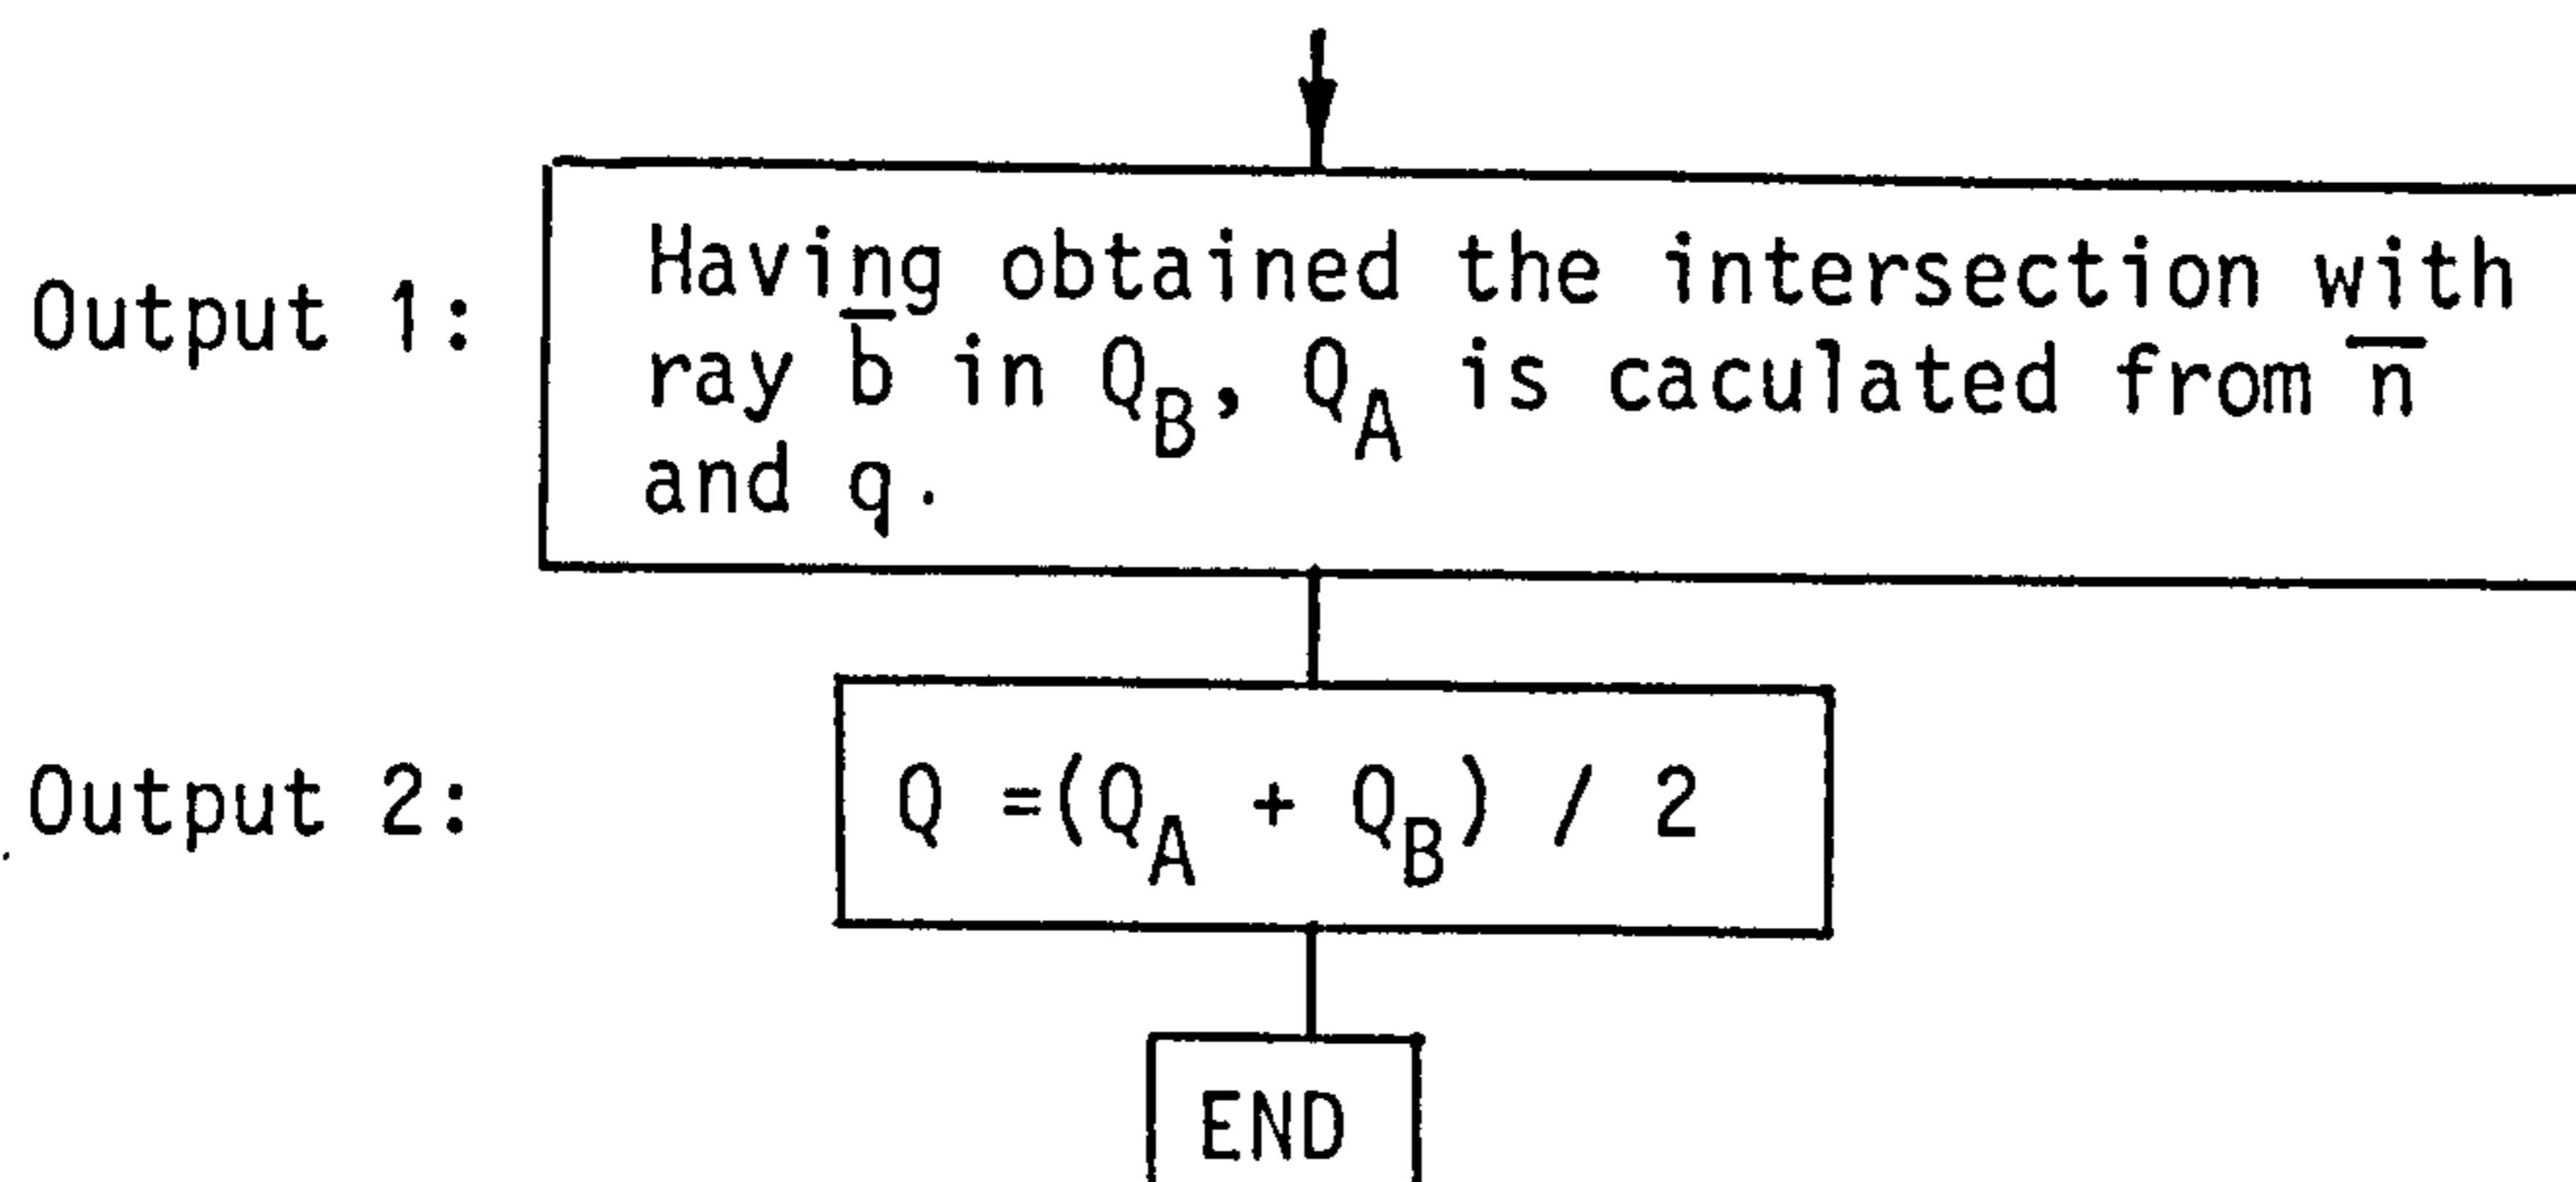 Output 1:
Having obtained the intersection with
ray b̅ in Q_B, Q_A is caculated from n̅
and q.
Output 2:
Q =(Q_A + Q_B) / 2
END